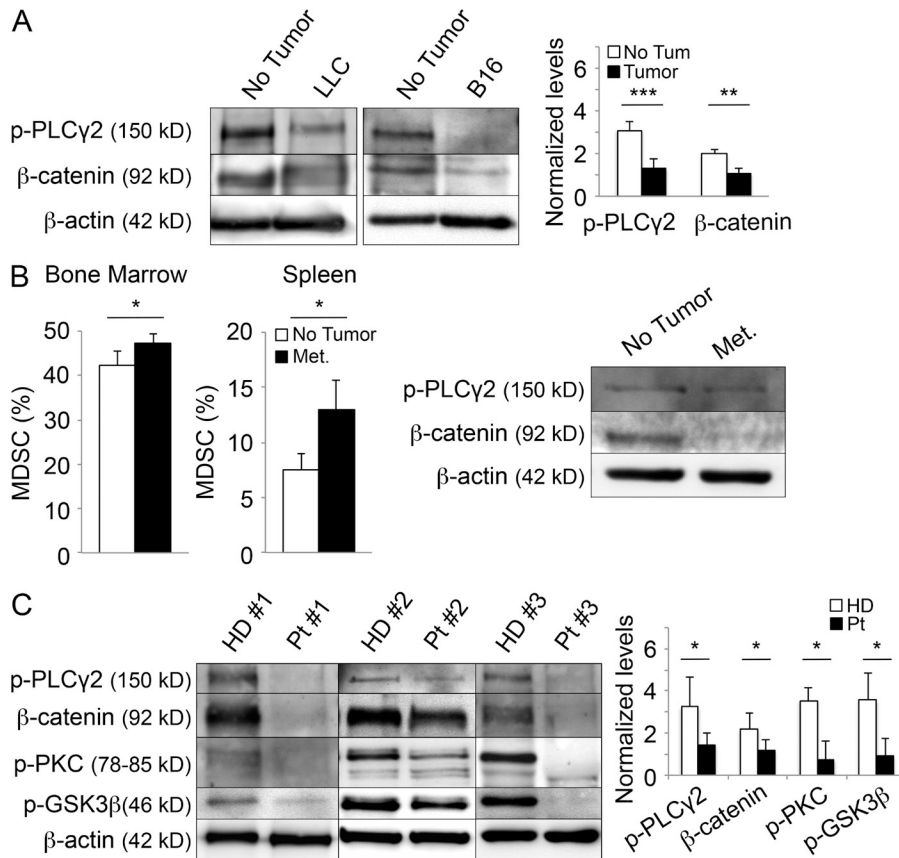 A
No Tumor LLC No Tumor B16
p-PLCγ2 (150 kD)
β-catenin (92 kD)
β-actin (42 kD)
Normalized levels
6
4
2
0
No Tum
Tumor
*** **
p-PLCγ2 β-catenin
B
Bone Marrow
*
MDSC (%)
50
40
30
20
10
0
Spleen
*
MDSC (%)
20
15
10
5
0
No Tumor
Met.
No Tumor Met.
p-PLCγ2 (150 kD)
β-catenin (92 kD)
β-actin (42 kD)
C
HD #1 Pt #1 HD #2 Pt #2 HD #3 Pt #3
p-PLCγ2 (150 kD)
β-catenin (92 kD)
p-PKC (78-85 kD)
p-GSK3β(46 kD)
β-actin (42 kD)
Normalized levels
6
4
2
0
HD
Pt
* * * *
p-PLCγ2 β-catenin p-PKC p-GSK3β